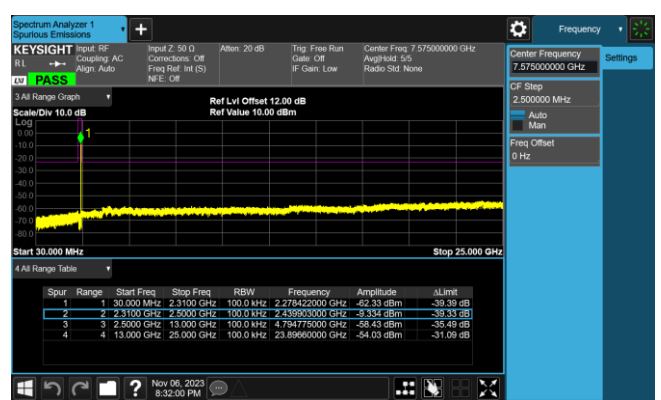 Spectrum Analyzer 1
Spurious Emissions
Frequency
KEYSIGHT
RL
LXI PASS
Input: RF
Coupling: AC
Align: Auto
Input Z: 50 Ω
Corrections: Off
Freq Ref: Int (S)
NFE: Off
Atten: 20 dB
Trig: Free Run
Gate: Off
IF Gain: Low
Center Freq: 7.575000000 GHz
Avg|Hold: 5/5
Radio Std: None
Center Frequency
7.575000000 GHz
Settings
CF Step
2.500000 MHz
Auto
Man
Freq Offset
0 Hz
3 All Range Graph
Scale/Div 10.0 dB
Ref Lvl Offset 12.00 dB
Ref Value 10.00 dBm
Log
1
0.00
-10.0
-20.0
-30.0
-40.0
-50.0
-60.0
-70.0
-80.0
Start 30.000 MHz Stop 25.000 GHz
4 All Range Table
Spur Range Start Freq Stop Freq RBW Frequency Amplitude ΔLimit
1 1 30.000 MHz 2.3100 GHz 100.0 kHz 2.278422000 GHz -62.33 dBm -39.39 dB
2 2 2.3100 GHz 2.5000 GHz 100.0 kHz 2.439903000 GHz -9.334 dBm -39.33 dB
3 3 2.5000 GHz 13.000 GHz 100.0 kHz 4.794775000 GHz -58.43 dBm -35.49 dB
4 4 13.000 GHz 25.000 GHz 100.0 kHz 23.89660000 GHz -54.03 dBm -31.09 dB
Nov 06, 2023
8:32:00 PM